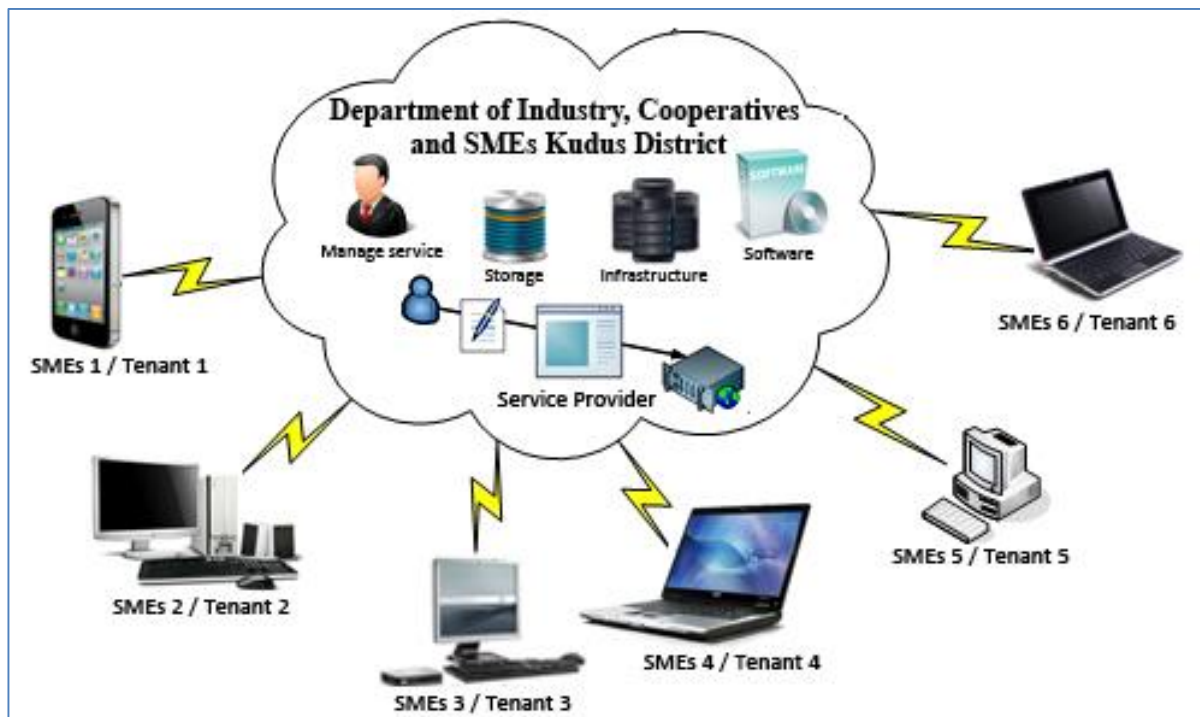 Department of Industry, Cooperatives
and SMEs Kudus District
SOFTWARE
Manage service
Storage
Infrastructure
Software
Service Provider
SMEs 1 / Tenant 1
SMEs 2 / Tenant 2
SMEs 3 / Tenant 3
SMEs 4 / Tenant 4
SMEs 5 / Tenant 5
SMEs 6 / Tenant 6